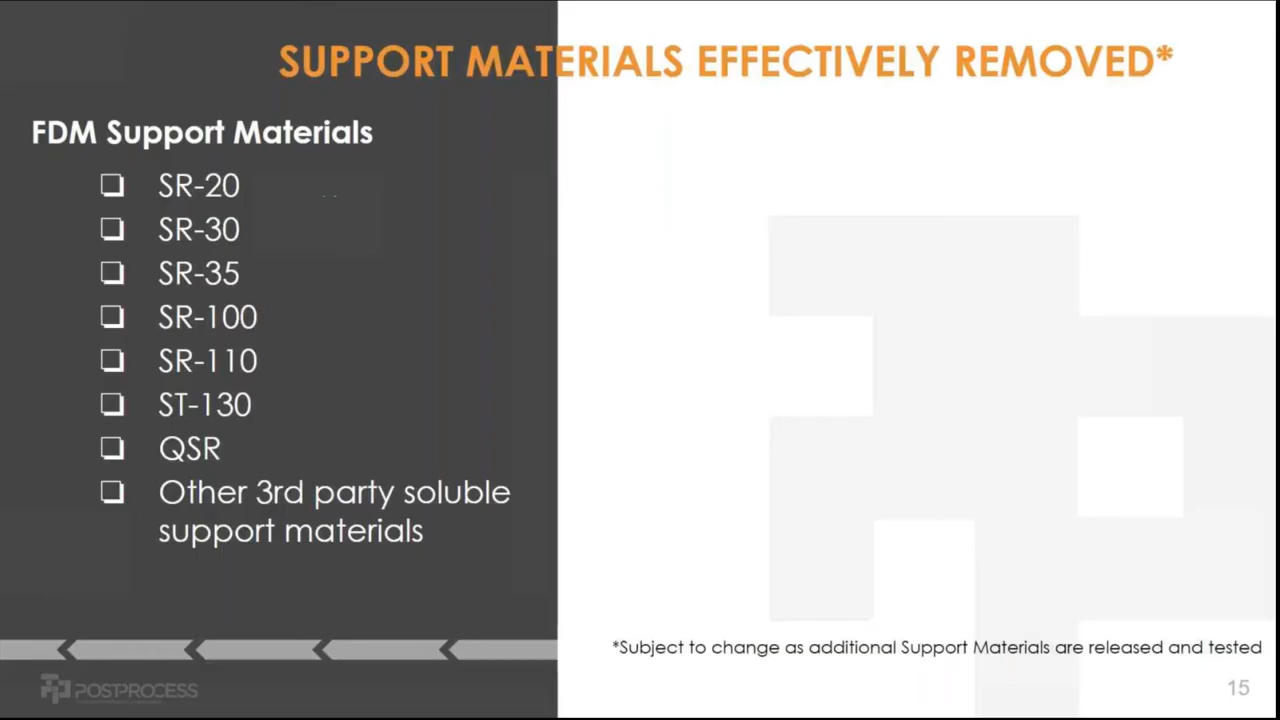 SUPPORT MATERIALS EFFECTIVELY REMOVED*
FDM Support Materials
SR-20
SR-30
SR-35
SR-100
SR-110
ST-130
QSR
Other 3rd party soluble
support materials
*Subject to change as additional Support Materials are released and tested
POSTPROCESS
15